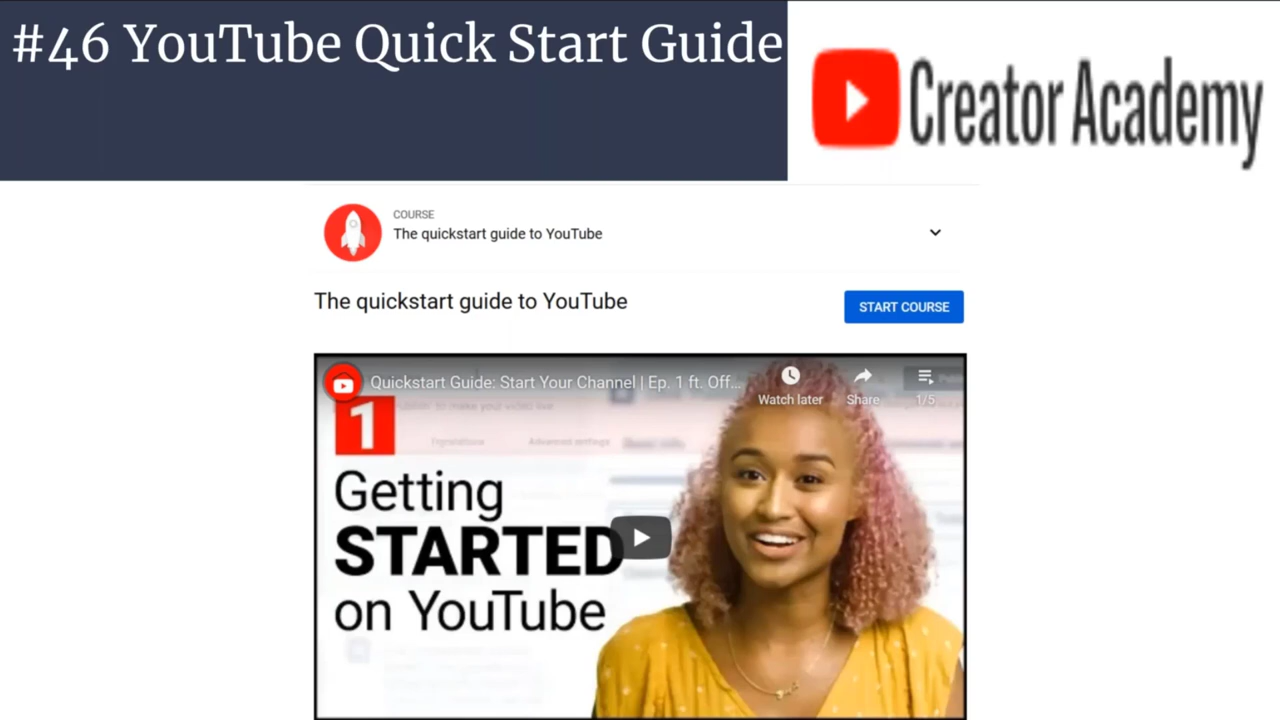 #46 YouTube Quick Start Guide
Creator Academy
COURSE
The quickstart guide to YouTube
The quickstart guide to YouTube
START COURSE
Quickstart Guide: Start Your Channel | Ep. 1 ft. Off...
Watch later
Share
1/5
1
Getting
STARTED
on YouTube